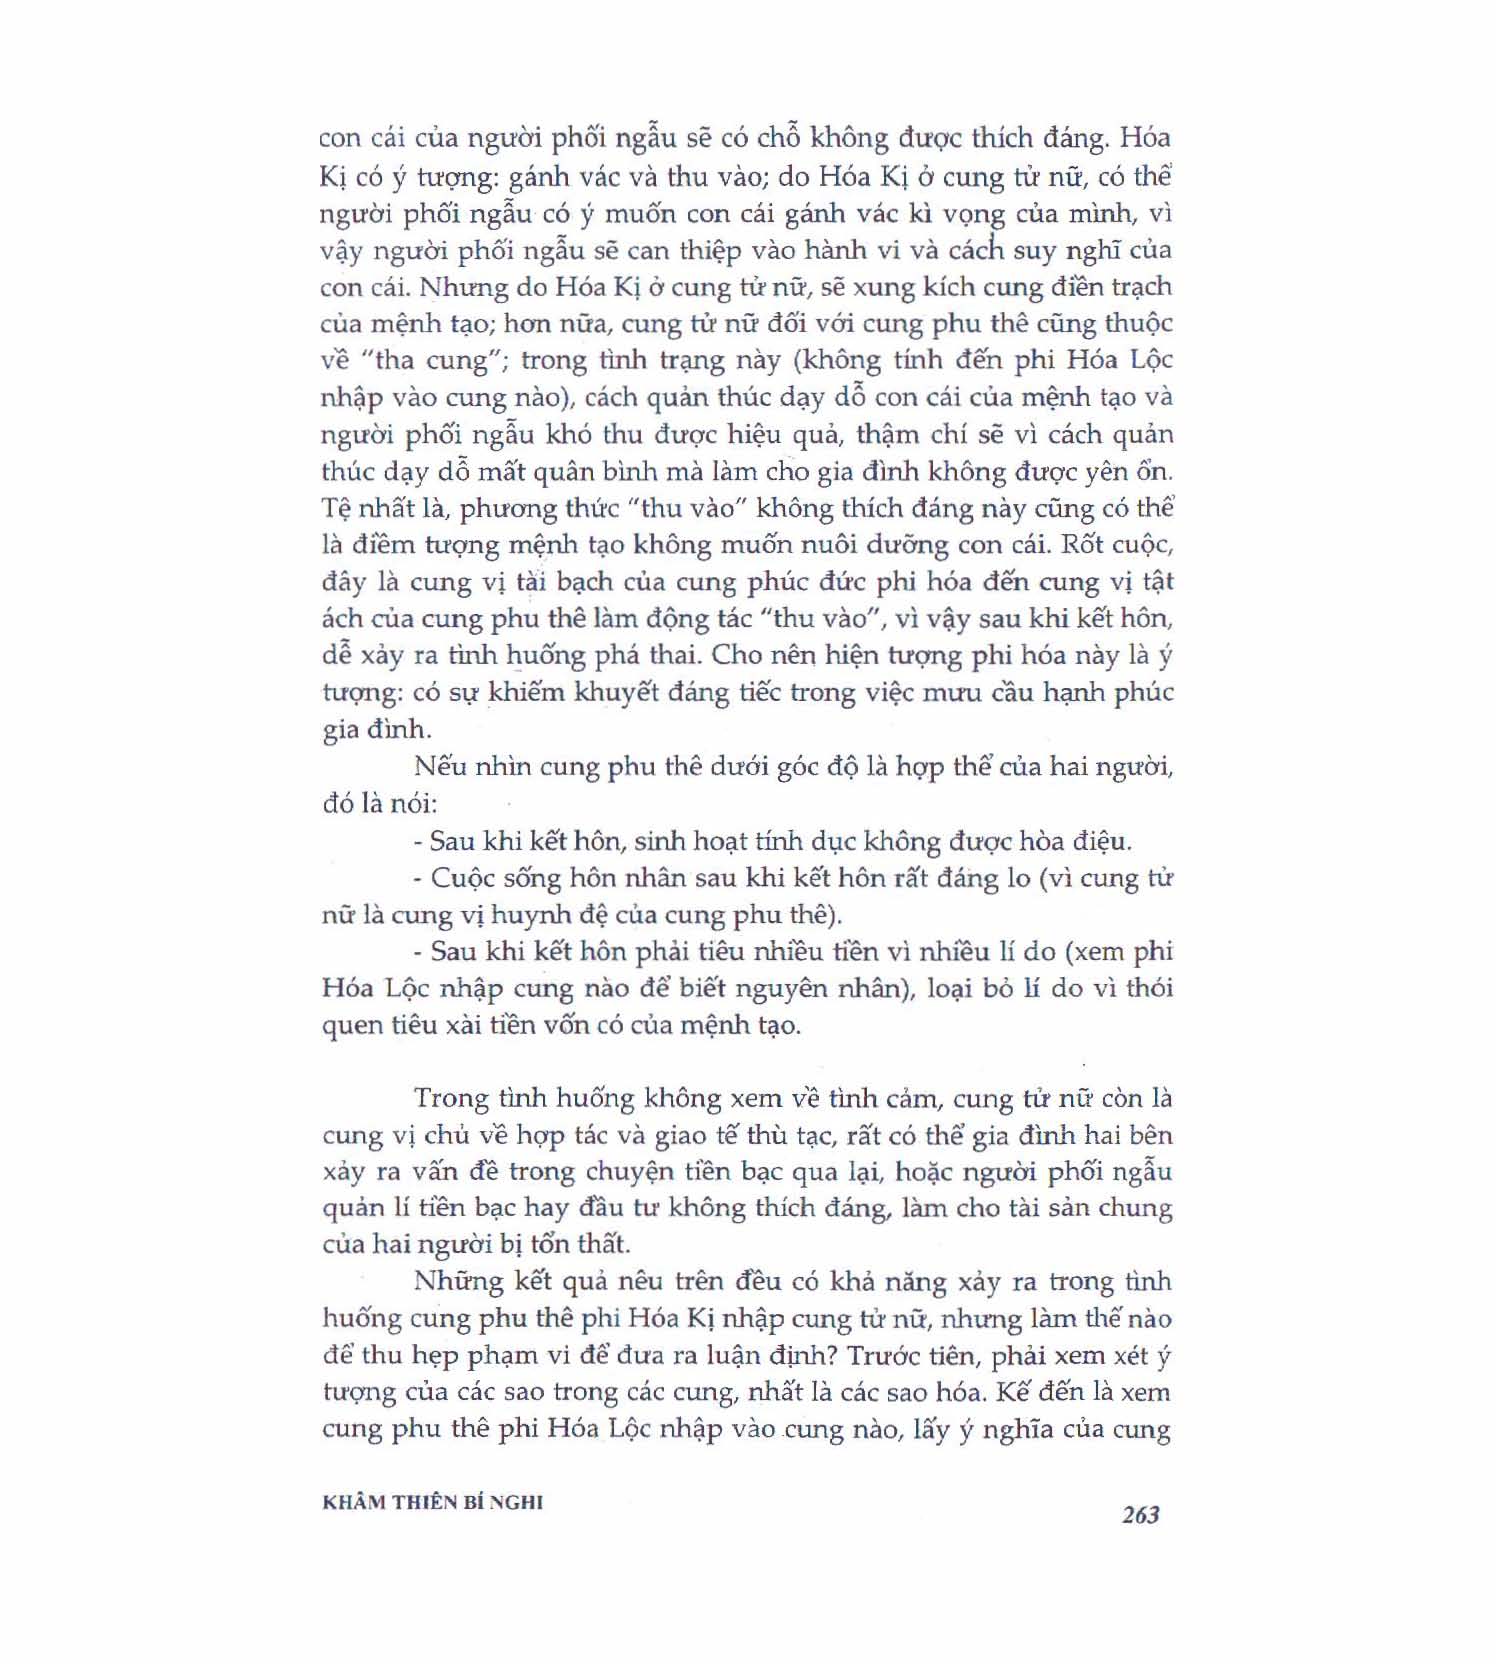 con cái của người phối ngẫu sẽ có chỗ không được thích đáng. Hóa
Kị có ý tượng: gánh vác và thu vào; do Hóa Kị ở cung tử nữ, có thể
người phối ngẫu có ý muốn con cái gánh vác kì vọng của mình, vì
vậy người phối ngẫu sẽ can thiệp vào hành vi và cách suy nghĩ của
con cái. Nhưng do Hóa Kị ở cung tử nữ, sẽ xung kích cung điền trạch
của mệnh tạo; hơn nữa, cung tử nữ đối với cung phu thê cũng thuộc
về "tha cung"; trong tình trạng này (không tính đến phi Hóa Lộc
nhập vào cung nào), cách quản thúc dạy dỗ con cái của mệnh tạo và
người phối ngẫu khó thu được hiệu quả, thậm chí sẽ vì cách quản
thúc dạy dỗ mất quân bình mà làm cho gia đình không được yên ổn.
Tệ nhất là, phương thức "thu vào" không thích đáng này cũng có thể
là điềm tượng mệnh tạo không muốn nuôi dưỡng con cái. Rốt cuộc,
đây là cung vị tài bạch của cung phúc đức phi hóa đến cung vị tật
ách của cung phu thê làm động tác "thu vào", vì vậy sau khi kết hôn,
dễ xảy ra tình huống phá thai. Cho nên hiện tượng phi hóa này là ý
tượng: có sự khiếm khuyết đáng tiếc trong việc mưu cầu hạnh phúc
gia đình.
Nếu nhìn cung phu thê dưới góc độ là hợp thể của hai người,
đó là nói:
- Sau khi kết hôn, sinh hoạt tính dục không được hòa điệu.
- Cuộc sống hôn nhân sau khi kết hôn rất đáng lo (vì cung tử
nữ là cung vị huynh đệ của cung phu thê).
- Sau khi kết hôn phải tiêu nhiều tiền vì nhiều lí do (xem phi
Hóa Lộc nhập cung nào để biết nguyên nhân), loại bỏ lí do vì thói
quen tiêu xài tiền vốn có của mệnh tạo.
Trong tình huống không xem về tình cảm, cung tử nữ còn là
cung vị chủ về hợp tác và giao tế thù tạc, rất có thể gia đình hai bên
xảy ra vấn đề trong chuyện tiền bạc qua lại, hoặc người phối ngẫu
quản lí tiền bạc hay đầu tư không thích đáng, làm cho tài sản chung
của hai người bị tổn thất.
Những kết quả nêu trên đều có khả năng xảy ra trong tình
huống cung phu thê phi Hóa Kị nhập cung tử nữ, nhưng làm thế nào
để thu hẹp phạm vi để đưa ra luận định? Trước tiên, phải xem xét ý
tượng của các sao trong các cung, nhất là các sao hóa. Kế đến là xem
cung phu thê phi Hóa Lộc nhập vào cung nào, lấy ý nghĩa của cung
KHÂM THIÊN BÍ NGHI
263